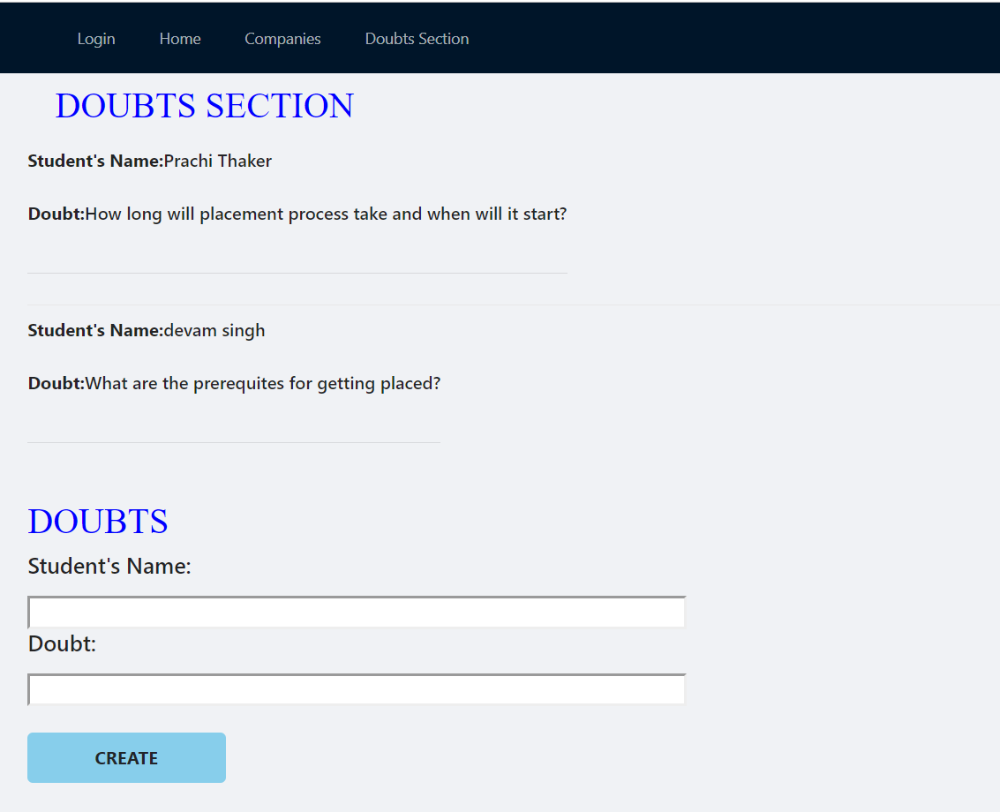 Login Home Companies Doubts Section
DOUBTS SECTION
Student's Name:Prachi Thaker
Doubt:How long will placement process take and when will it start?
Student's Name:devam singh
Doubt:What are the prerequites for getting placed?
DOUBTS
Student's Name:
Doubt:
CREATE